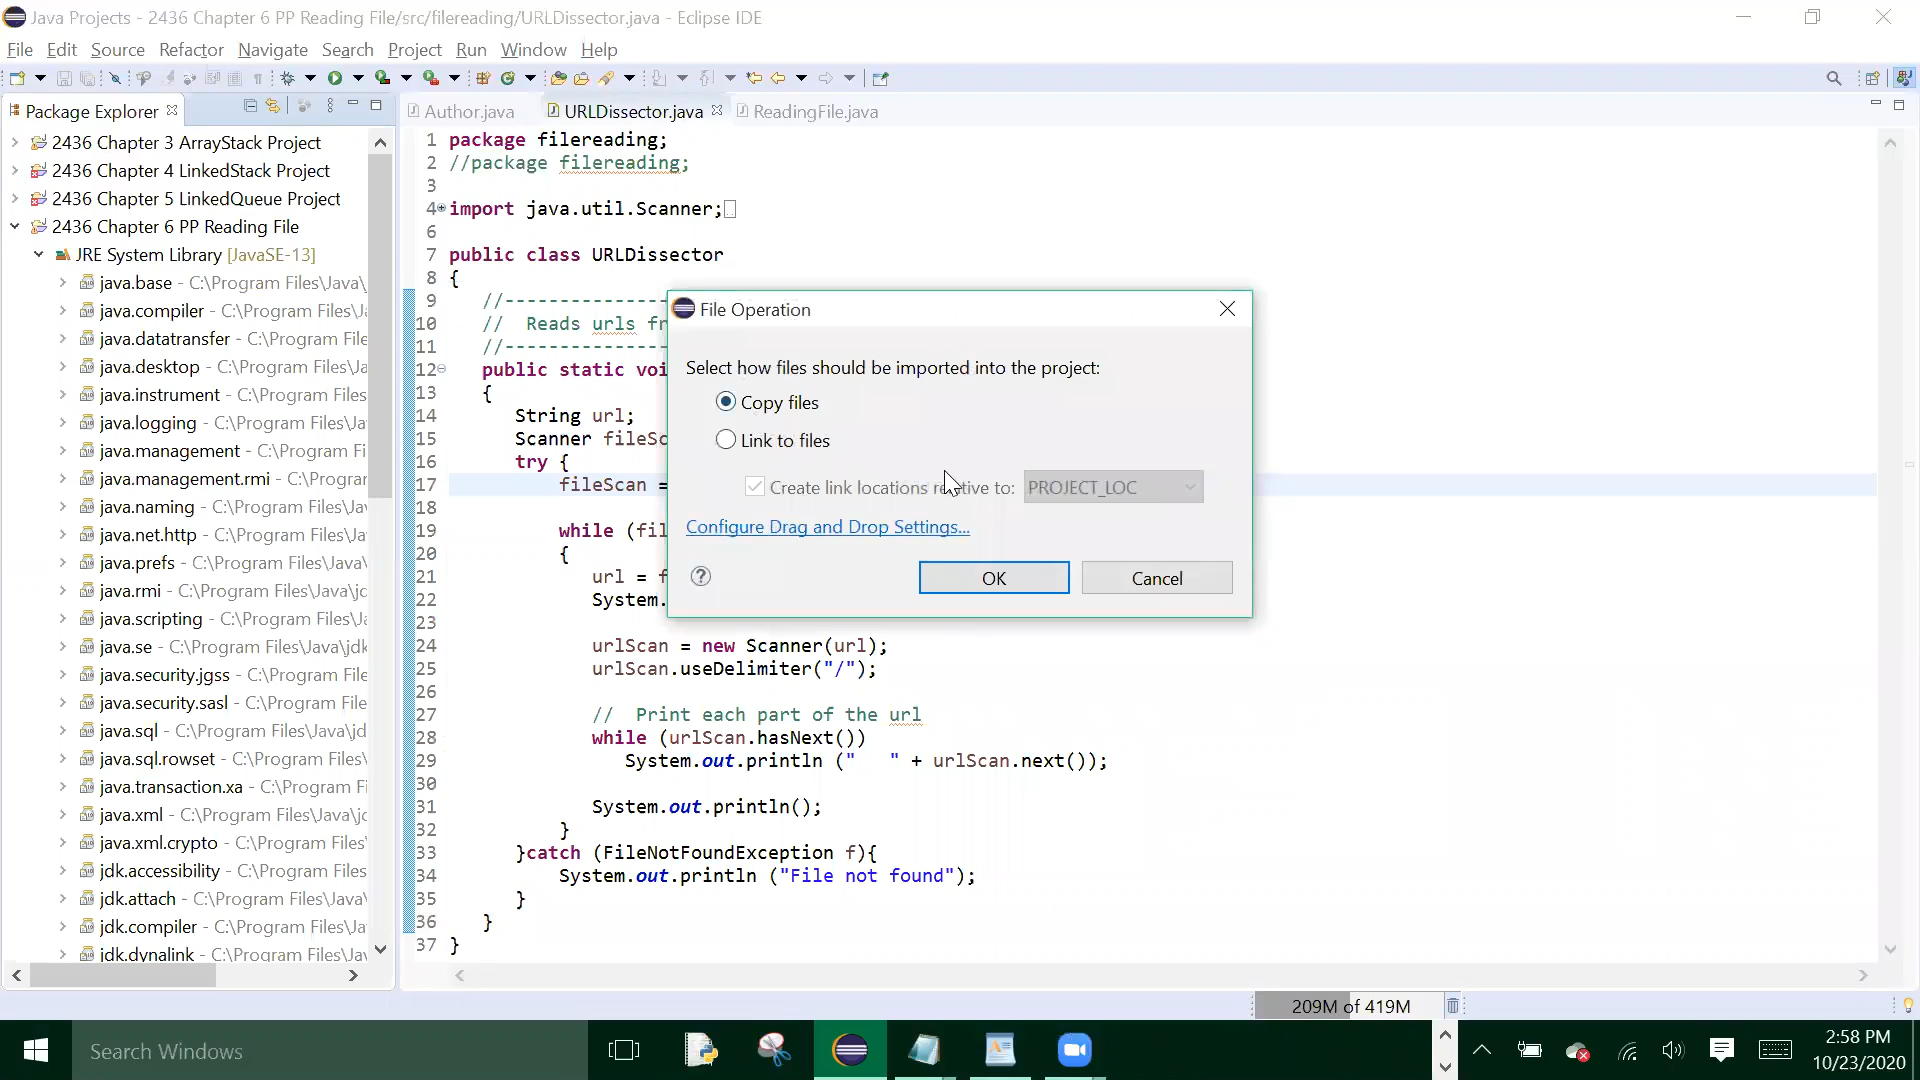 Java Projects - 2436 Chapter 6 PP Reading File/src/filereading/URLDissector.java - Eclipse IDE
File Edit Source Refactor Navigate Search Project Run Window Help
Package Explorer
Author.java URLDissector.java ReadingFile.java
2436 Chapter 3 ArrayStack Project
2436 Chapter 4 LinkedStack Project
2436 Chapter 5 LinkedQueue Project
2436 Chapter 6 PP Reading File
JRE System Library [JavaSE-13]
java.base - C:\Program Files\Java\
java.compiler - C:\Program Files\Ja
java.datatransfer - C:\Program File
java.desktop - C:\Program Files\Jav
java.instrument - C:\Program Files\
java.logging - C:\Program Files\Jav
java.management - C:\Program F
java.management.rmi - C:\Progra
java.naming - C:\Program Files\Jav
java.net.http - C:\Program Files\Ja
java.prefs - C:\Program Files\Java\j
java.rmi - C:\Program Files\Java\jc
java.scripting - C:\Program Files\Ja
java.se - C:\Program Files\Java\jdk
java.security.jgss - C:\Program File
java.security.sasl - C:\Program File
java.sql - C:\Program Files\Java\jd
java.sql.rowset - C:\Program Files\
java.transaction.xa - C:\Program Fi
java.xml - C:\Program Files\Java\jc
java.xml.crypto - C:\Program Files\
jdk.accessibility - C:\Program Files\
jdk.attach - C:\Program Files\Java\
jdk.compiler - C:\Program Files\Ja
jdk.dynalink - C:\Program Files\Ja
1 package filereading;
2 //package filereading;
3
4 import java.util.Scanner;
6
7 public class URLDissector
8 {
9 //----------------
10 // Reads urls fr
11 //----------------
12 public static voi
13 {
14 String url;
15 Scanner fileSc
16 try {
17 fileScan =
18
19 while (fil
20 {
21 url = f
22 System.
23
24 urlScan = new Scanner(url);
25 urlScan.useDelimiter("/");
26
27 // Print each part of the url
28 while (urlScan.hasNext())
29 System.out.println ("   " + urlScan.next());
30
31 System.out.println();
32 }
33 }catch (FileNotFoundException f){
34 System.out.println ("File not found");
35 }
36 }
37 }
File Operation
Select how files should be imported into the project:
Copy files
Link to files
Create link locations relative to: PROJECT_LOC
Configure Drag and Drop Settings...
? OK Cancel
209M of 419M
Search Windows
2:58 PM
10/23/2020